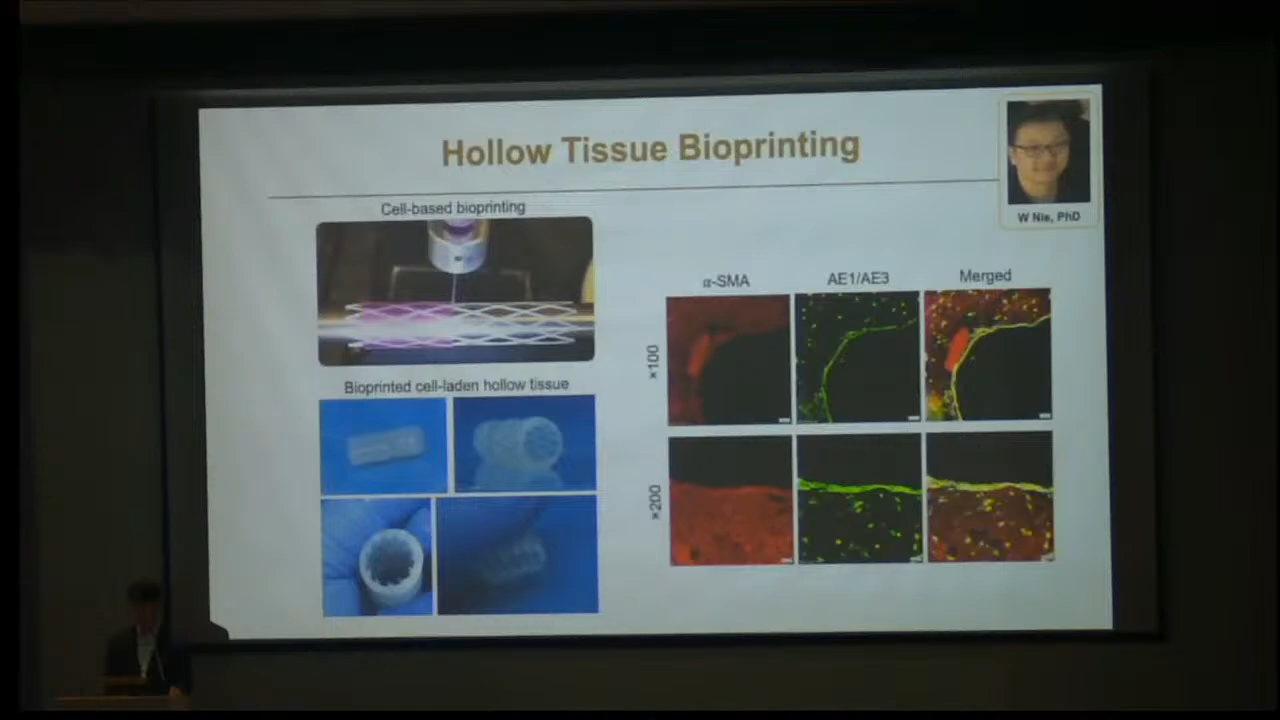 Hollow Tissue Bioprinting
W Nie, PhD
Cell-based bioprinting
Bioprinted cell-laden hollow tissue
α-SMA
AE1/AE3
Merged
×100
×200